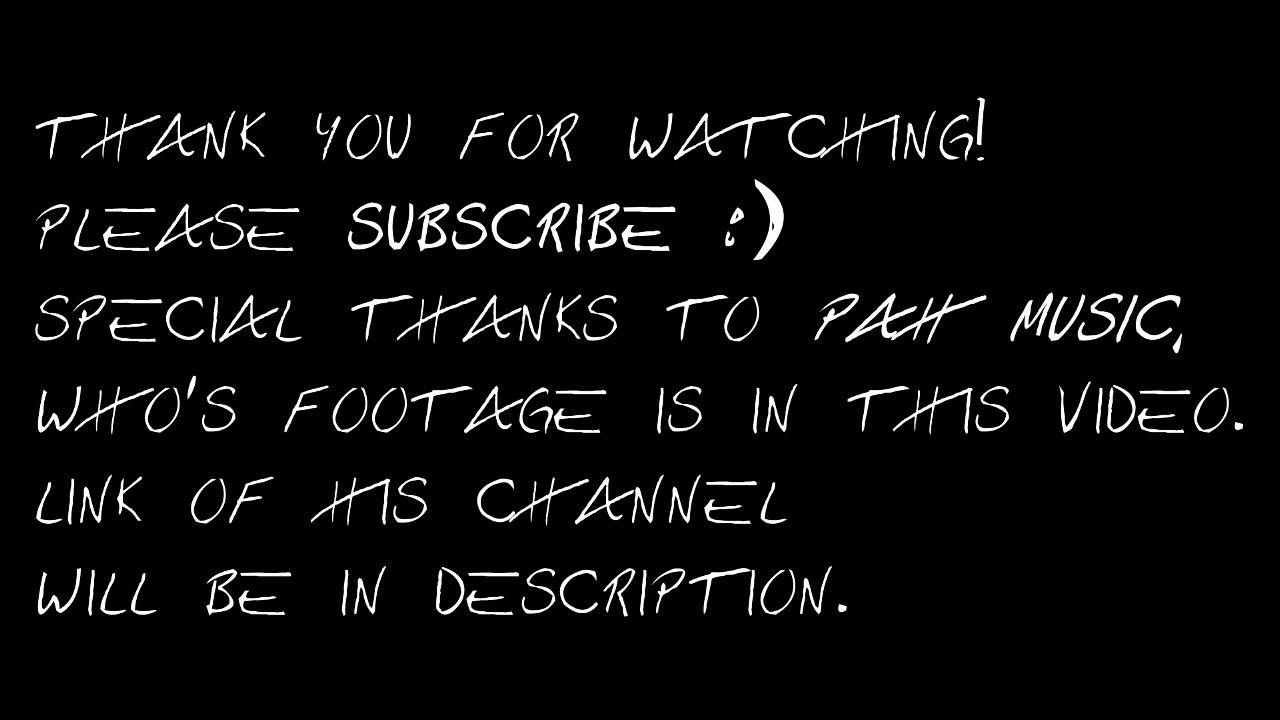 THANK YOU FOR WATCHING!
PLEASE SUBSCRIBE :)
SPECIAL THANKS TO PAH MUSIC,
WHO'S FOOTAGE IS IN THIS VIDEO.
LINK OF HIS CHANNEL
WILL BE IN DESCRIPTION.